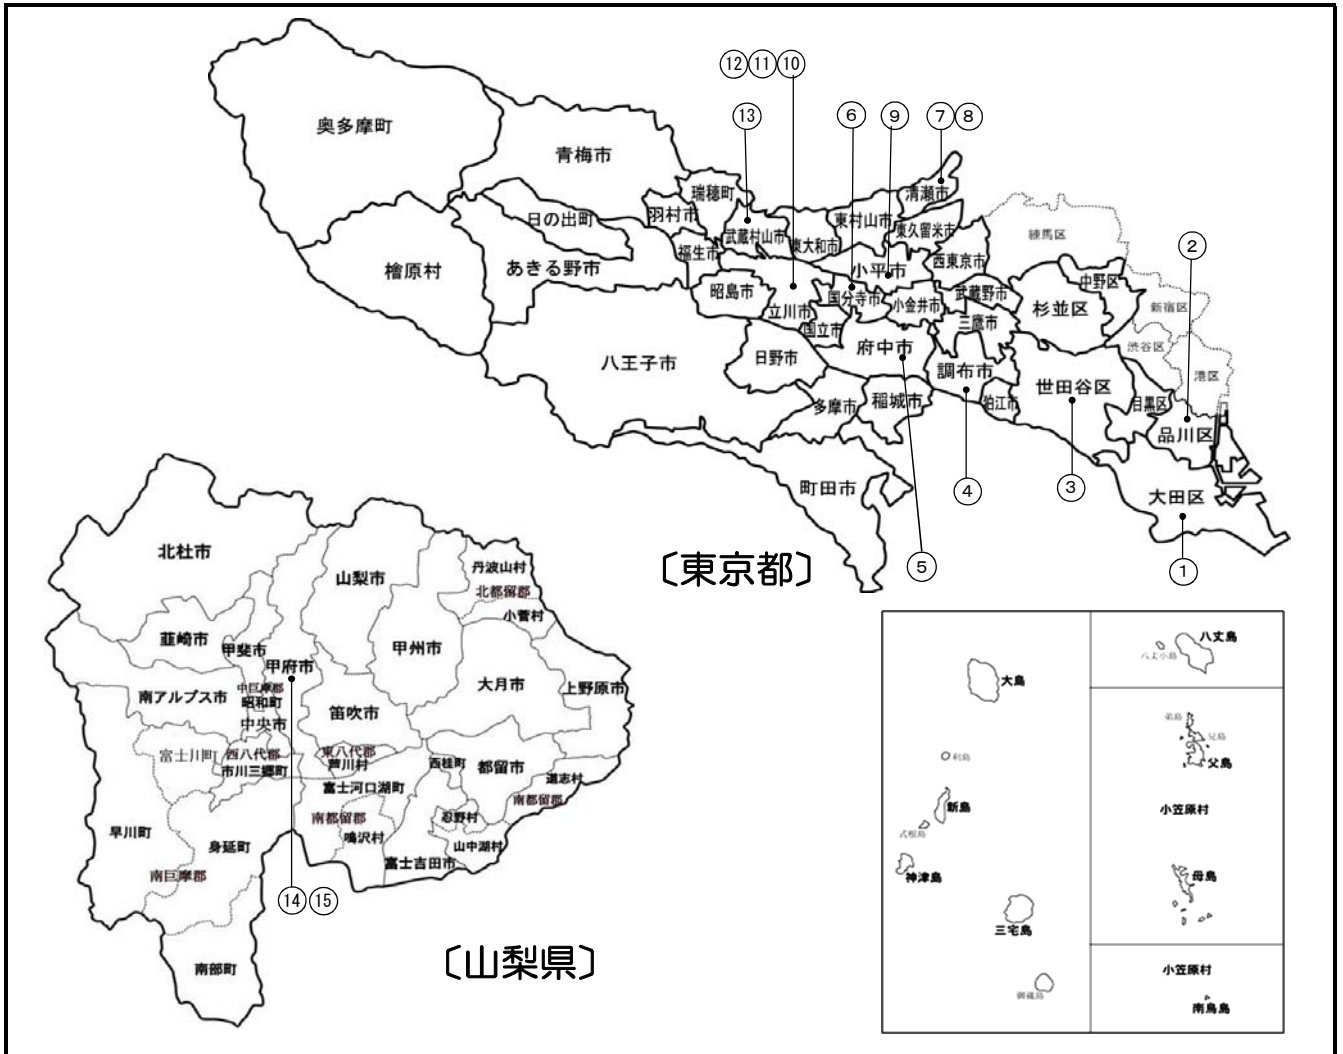 ⑫⑪⑩
⑬
⑥
⑨
⑦⑧
奥多摩町
青梅市
瑞穂町
羽村市
日の出町
武蔵村山市
東大和市
東村山市
清瀬市
東久留米市
練馬区
②
檜原村
あきる野市
福生市
昭島市
立川市
国分寺市
小平市
小金井市
西東京市
武蔵野市
中野区
杉並区
新宿区
国立市
三鷹市
渋谷区
八王子市
日野市
府中市
調布市
世田谷区
港区
多摩市
稲城市
狛江市
目黒区
品川区
町田市
④
③
大田区
⑤
①
〔東京都〕
北杜市
山梨市
丹波山村
北都留郡
小菅村
韮崎市
甲斐市
甲府市
甲州市
大月市
上野原市
南アルプス市
中巨摩郡
昭和町
中央市
笛吹市
富士川町
西八代郡
市川三郷町
東八代郡
芦川村
富士河口湖町
西桂町
都留市
道志村
南都留郡
南都留郡
鳴沢村
忍野村
山中湖村
富士吉田市
早川町
身延町
南巨摩郡
⑭⑮
南部町
〔山梨県〕
大島
利島
新島
式根島
神津島
三宅島
御蔵島
八丈島
八丈小島
弟島
兄島
父島
小笠原村
母島
小笠原村
南鳥島